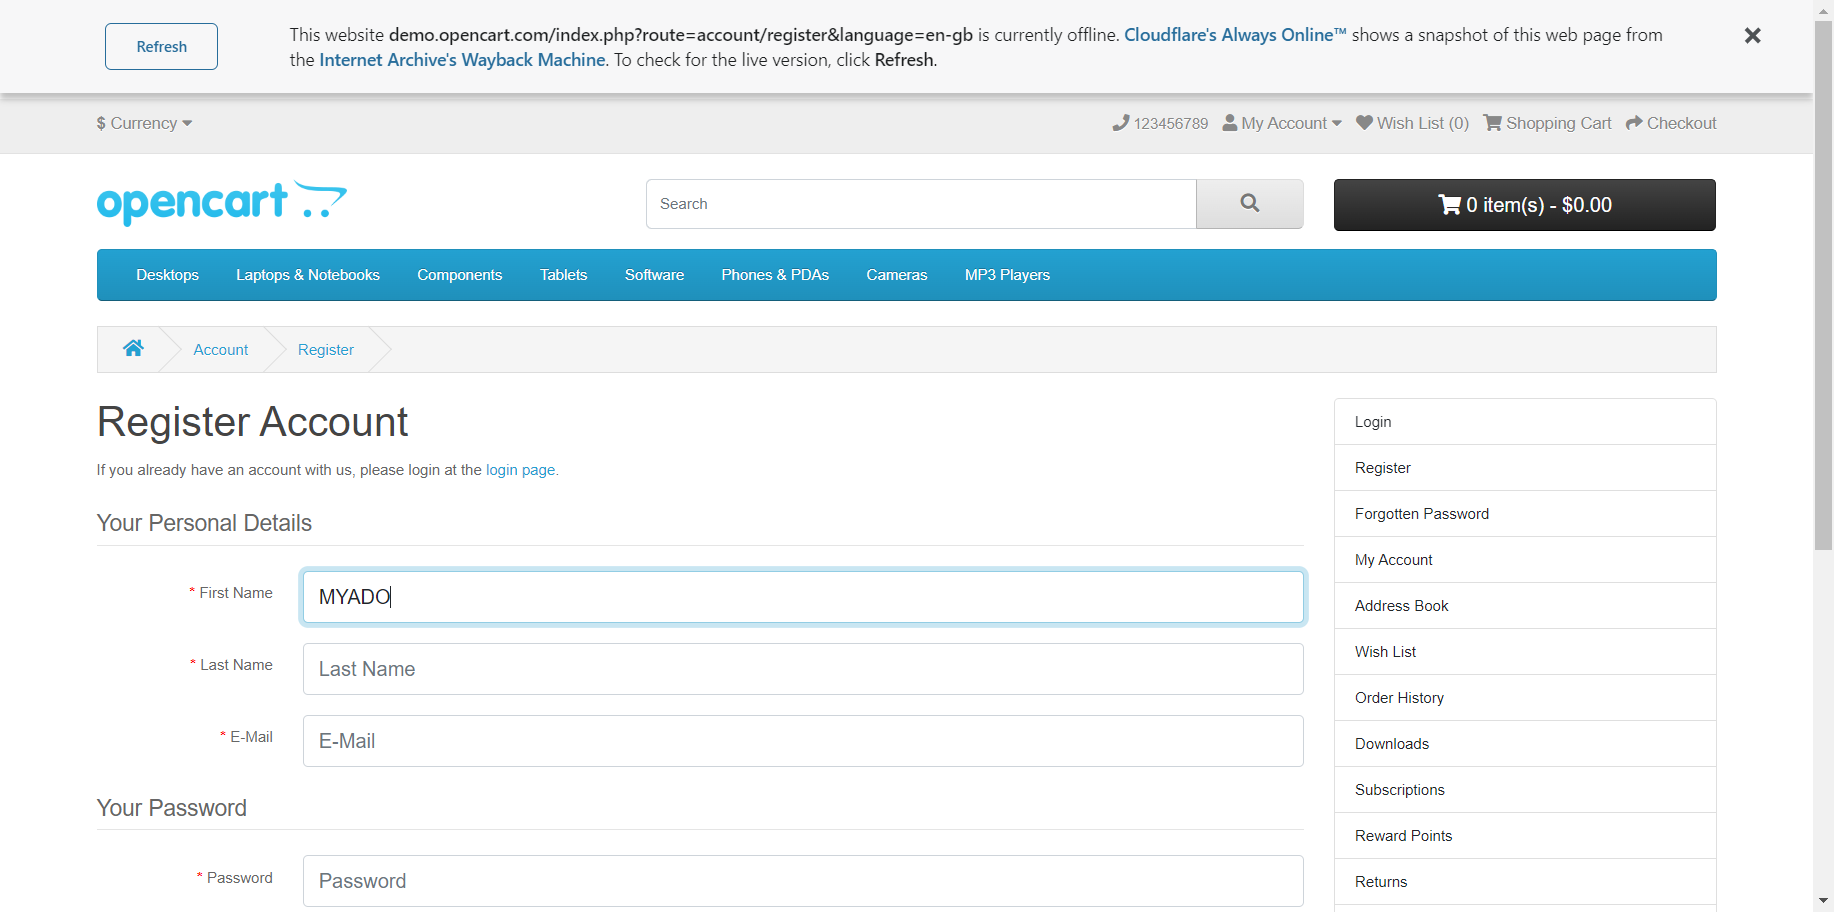 Refresh
This website demo.opencart.com/index.php?route=account/register&language=en-gb is currently offline. Cloudflare's Always Online™ shows a snapshot of this web page from
the Internet Archive's Wayback Machine. To check for the live version, click Refresh.
$ Currency
123456789 My Account Wish List (0) Shopping Cart Checkout
opencart
Search
0 item(s) - $0.00
Desktops Laptops & Notebooks Components Tablets Software Phones & PDAs Cameras MP3 Players
Account Register
Register Account
If you already have an account with us, please login at the login page.
Your Personal Details
* First Name MYADO
* Last Name Last Name
* E-Mail E-Mail
Your Password
* Password Password
Login
Register
Forgotten Password
My Account
Address Book
Wish List
Order History
Downloads
Subscriptions
Reward Points
Returns